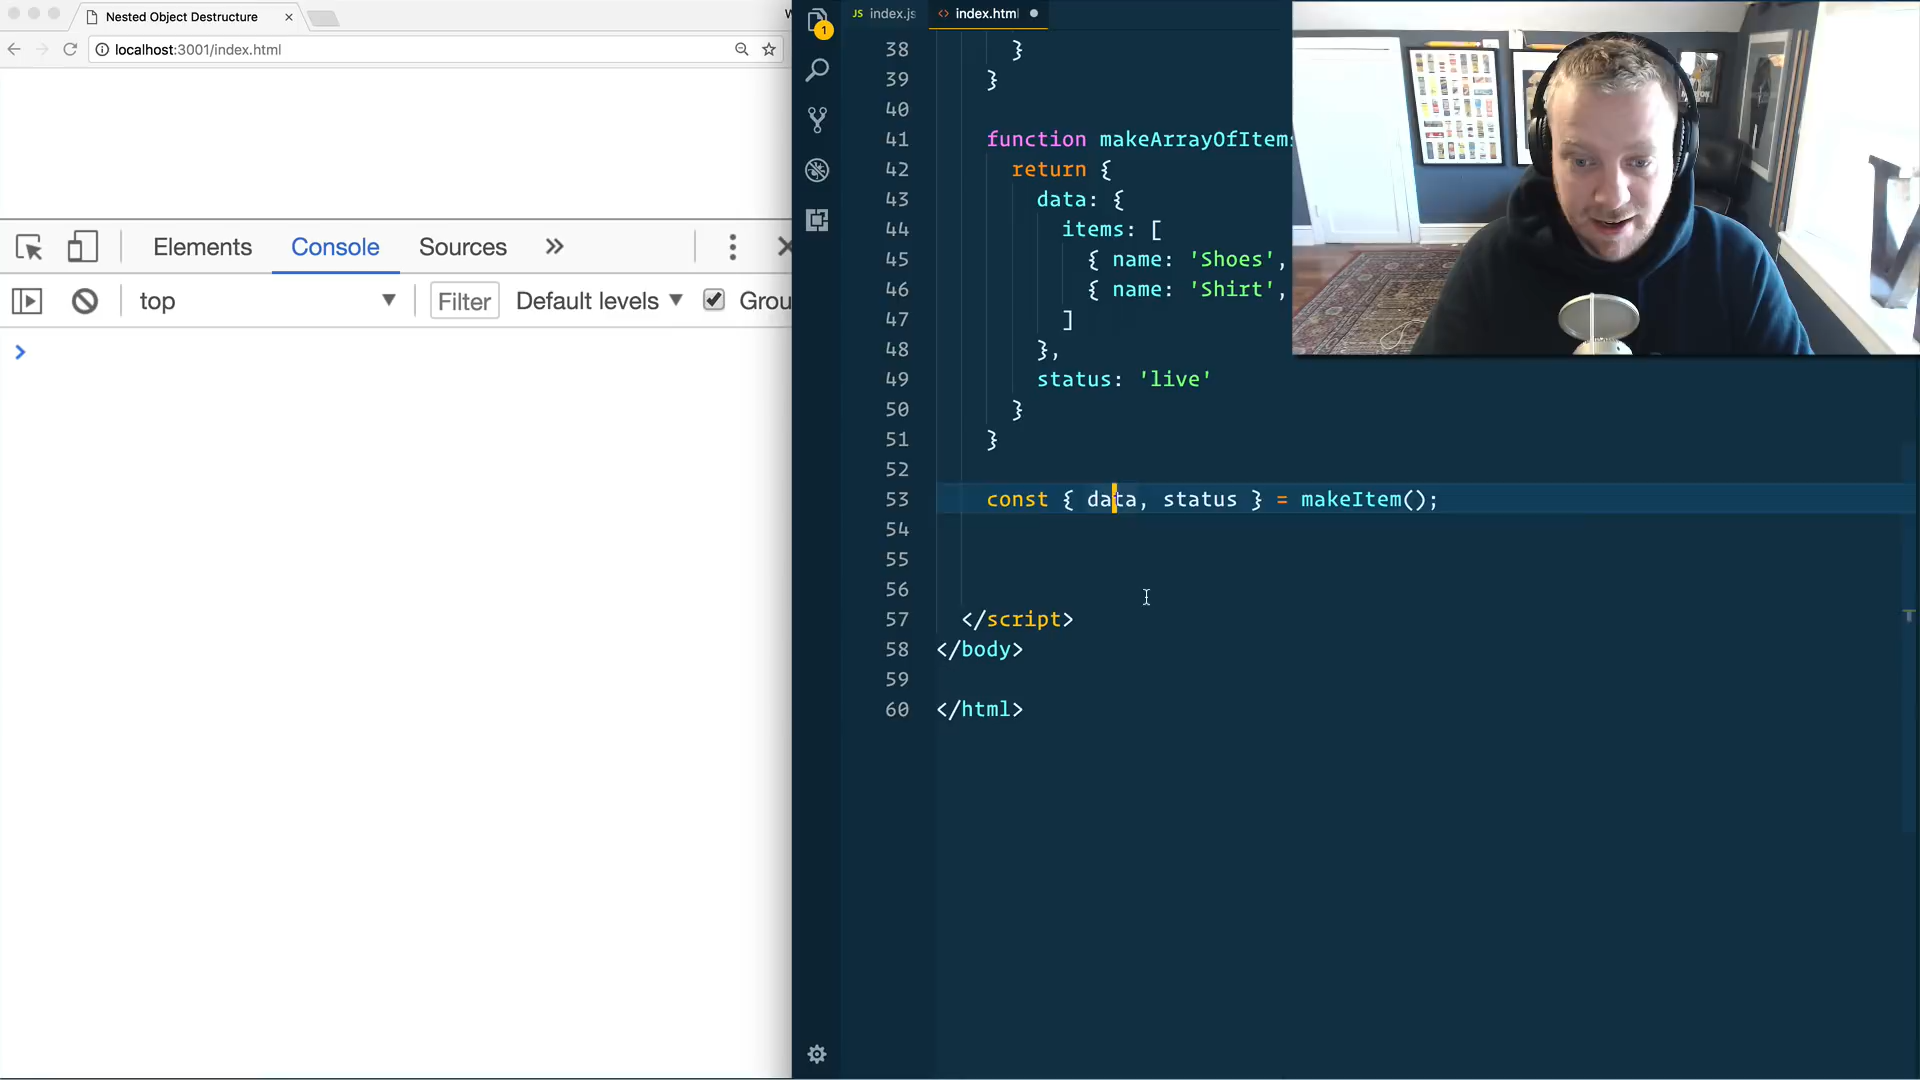 Nested Object Destructure
localhost:3001/index.html
Elements
Console
Sources
top
Filter
Default levels
Grou
1
JS index.js
index.html
38 }
39 }
40
41 function makeArrayOfItems
42 return {
43 data: {
44 items: [
45 { name: 'Shoes',
46 { name: 'Shirt',
47 ]
48 },
49 status: 'live'
50 }
51 }
52
53 const { data, status } = makeItem();
54
55
56
57 </script>
58 </body>
59
60 </html>